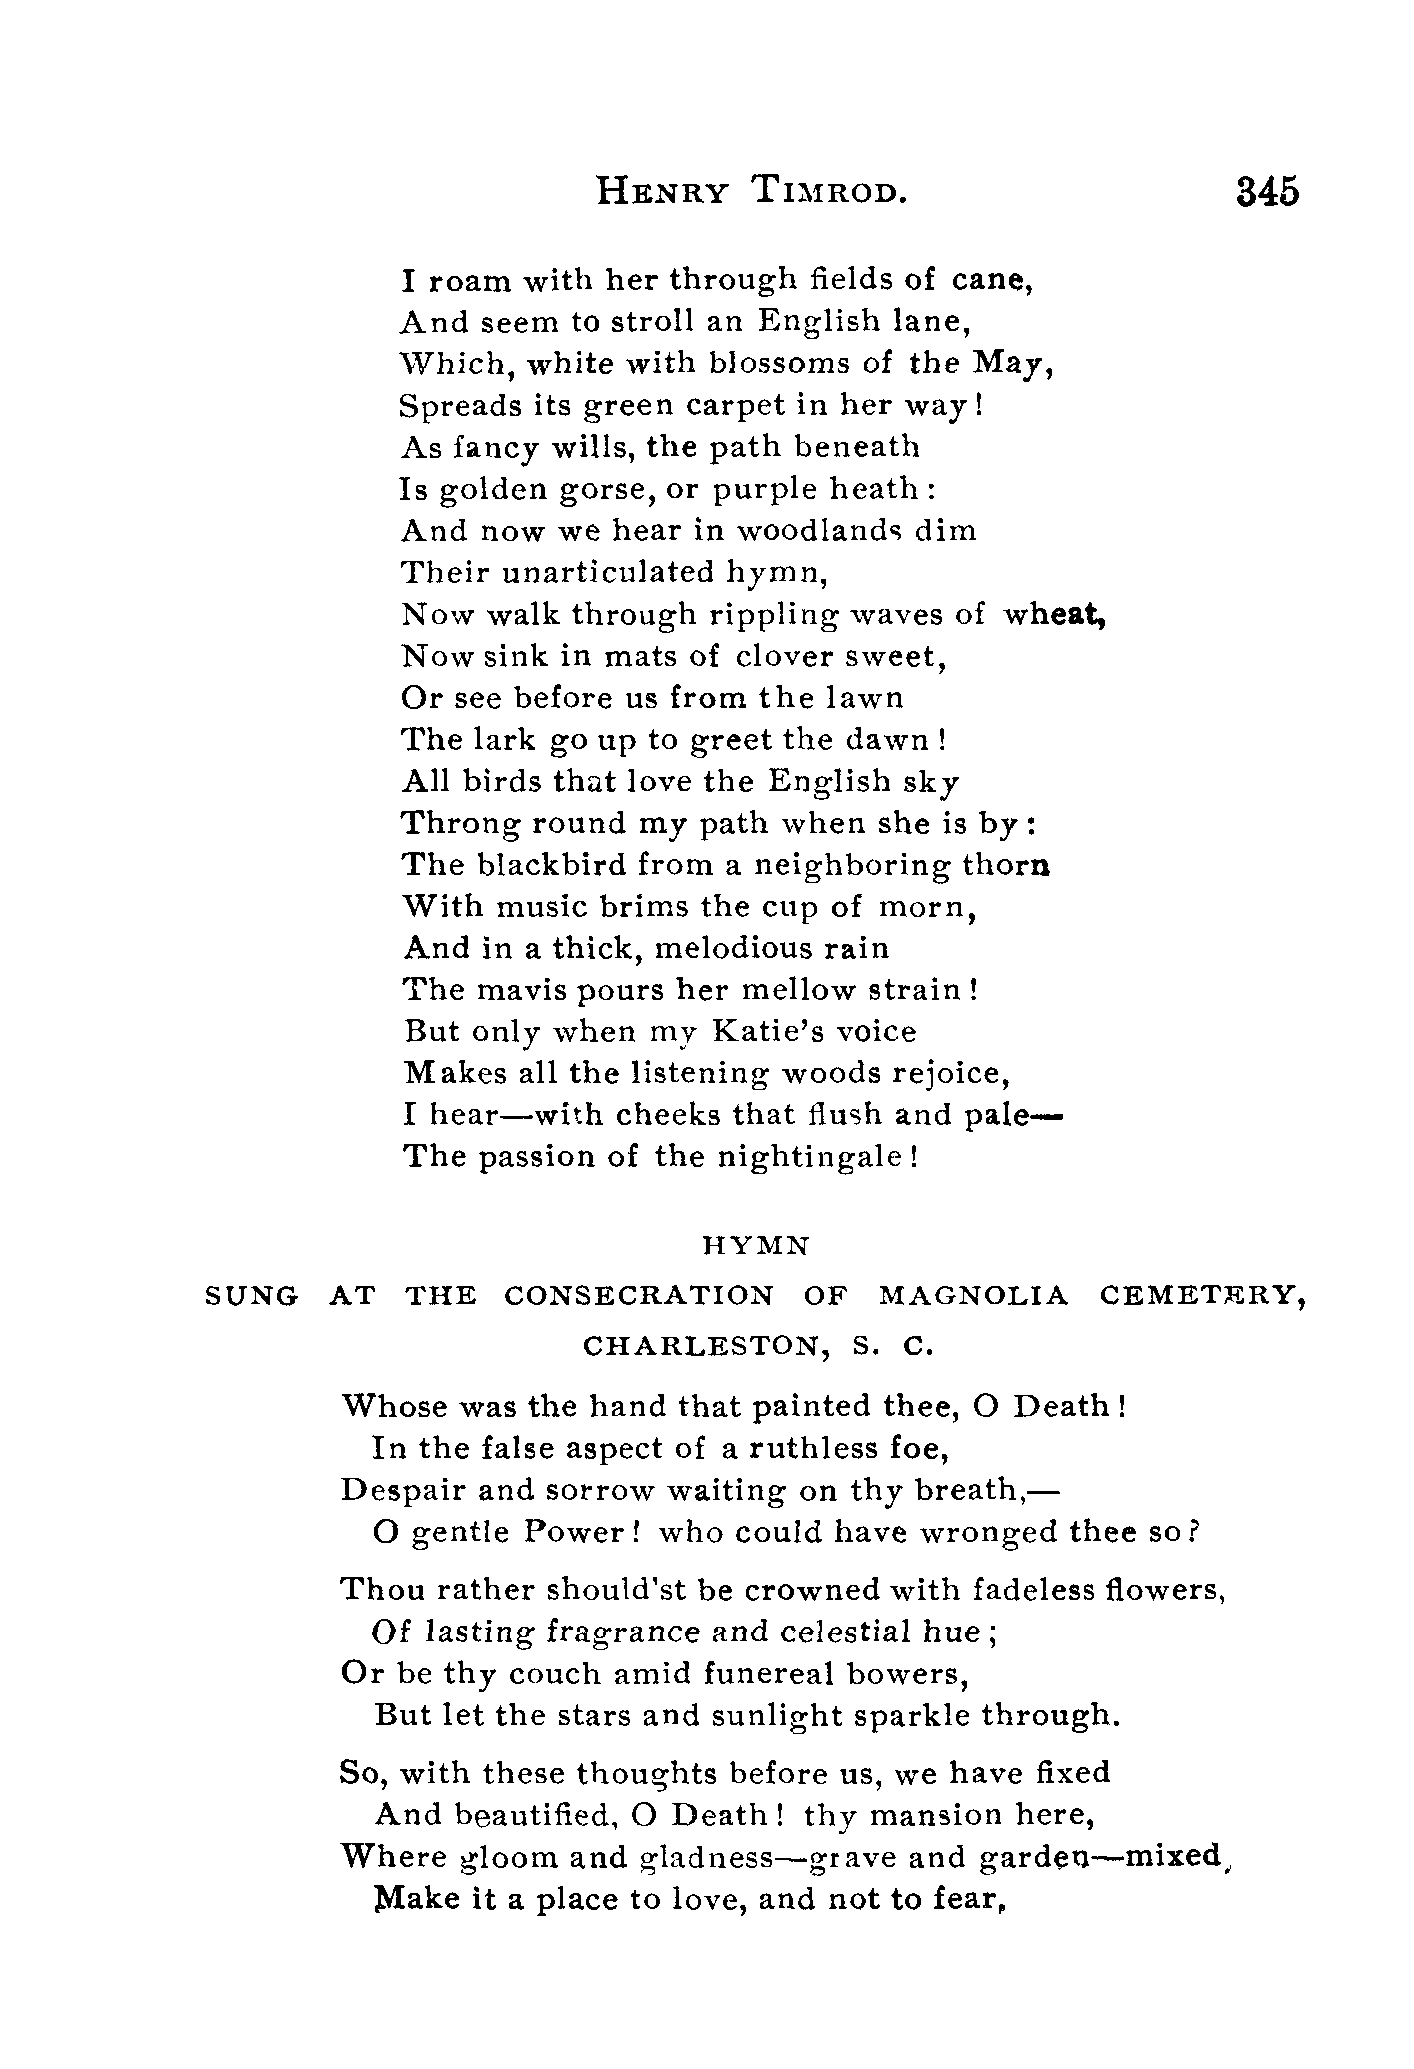 HENRY TIMROD. 345
I roam with her through fields of cane,
And seem to stroll an English lane,
Which, white with blossoms of the May,
Spreads its green carpet in her way!
As fancy wills, the path beneath
Is golden gorse, or purple heath:
And now we hear in woodlands dim
Their unarticulated hymn,
Now walk through rippling waves of wheat,
Now sink in mats of clover sweet,
Or see before us from the lawn
The lark go up to greet the dawn!
All birds that love the English sky
Throng round my path when she is by:
The blackbird from a neighboring thorn
With music brims the cup of morn,
And in a thick, melodious rain
The mavis pours her mellow strain!
But only when my Katie's voice
Makes all the listening woods rejoice,
I hear—with cheeks that flush and pale—
The passion of the nightingale!
HYMN
SUNG AT THE CONSECRATION OF MAGNOLIA CEMETERY,
CHARLESTON, S. C.
Whose was the hand that painted thee, O Death!
In the false aspect of a ruthless foe,
Despair and sorrow waiting on thy breath,—
O gentle Power! who could have wronged thee so?
Thou rather should'st be crowned with fadeless flowers,
Of lasting fragrance and celestial hue;
Or be thy couch amid funereal bowers,
But let the stars and sunlight sparkle through.
So, with these thoughts before us, we have fixed
And beautified, O Death! thy mansion here,
Where gloom and gladness—grave and garden—mixed,
Make it a place to love, and not to fear,